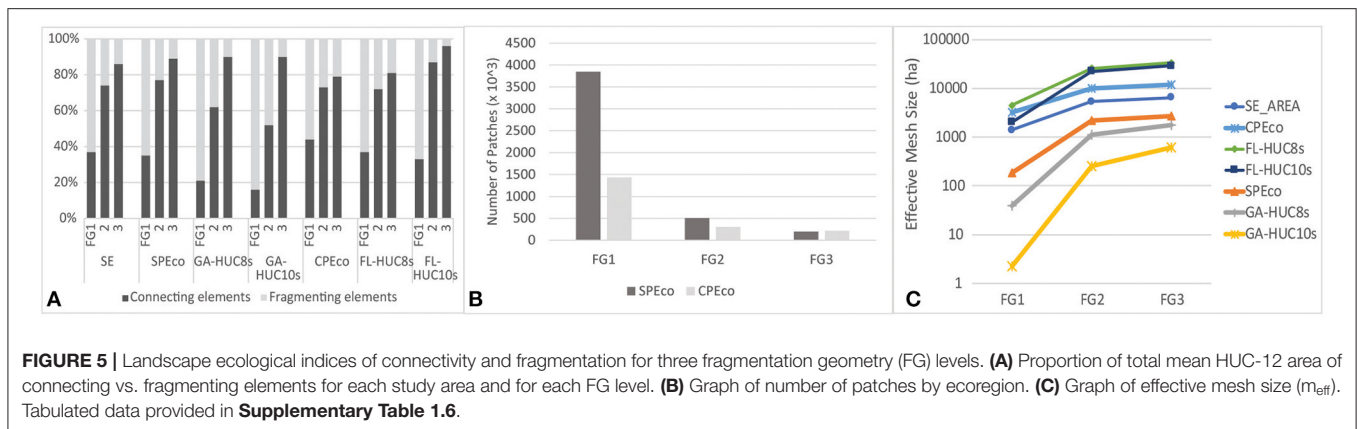 100%
80%
60%
40%
20%
0%
FG1 2 3 FG1 2 3 FG1 2 3 FG1 2 3 FG1 2 3 FG1 2 3 FG1 2 3
SE SPEco GA-HUC8s GA-HUC10s CPEco FL-HUC8s FL-HUC10s
A
Connecting elements Fragmenting elements
Number of Patches (x 10^3)
4500
4000
3500
3000
2500
2000
1500
1000
500
0
FG1 FG2 FG3
B
SPEco CPEco
Effective Mesh Size (ha)
100000
10000
1000
100
10
1
FG1 FG2 FG3
C
SE_AREA
CPEco
FL-HUC8s
FL-HUC10s
SPEco
GA-HUC8s
GA-HUC10s
FIGURE 5 | Landscape ecological indices of connectivity and fragmentation for three fragmentation geometry (FG) levels. (A) Proportion of total mean HUC-12 area of
connecting vs. fragmenting elements for each study area and for each FG level. (B) Graph of number of patches by ecoregion. (C) Graph of effective mesh size (meff).
Tabulated data provided in Supplementary Table 1.6.